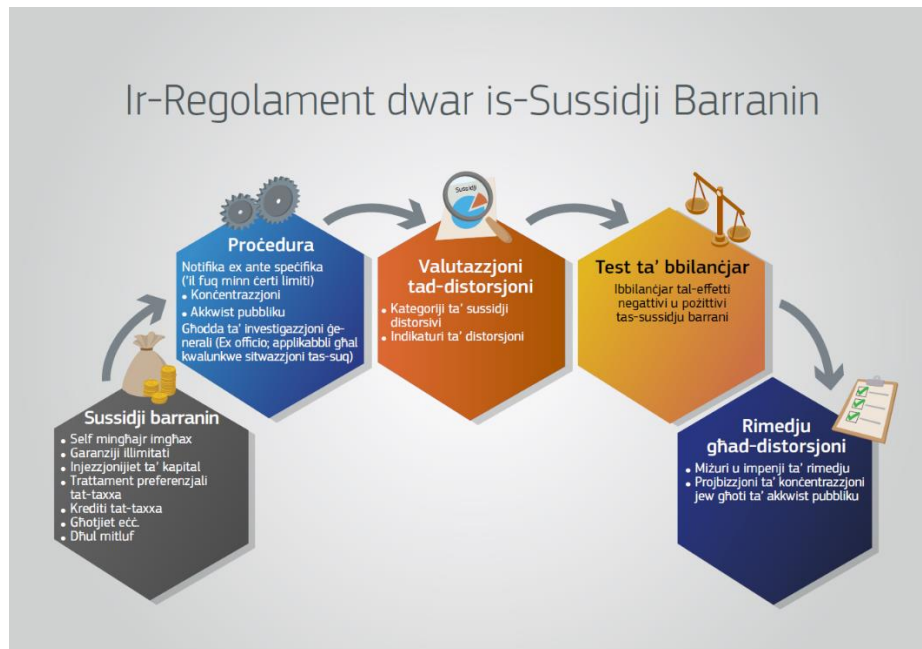 Ir-Regolament dwar is-Sussidji Barranin
Sussidji barranin
• Self mingħajr imgħax
• Garanziji illimitati
• Injezzjonijiet ta' kapital
• Trattament preferenzjali
tat-taxxa
• Krediti tat-taxxa
• Għotjiet eċċ.
• Dħul mitluf
Proċedura
Notifika ex ante speċifika
('il fuq minn ċerti limiti)
• Konċentrazzjoni
• Akkwist pubbliku
Għodda ta' investigazzjoni ġe-
nerali (Ex officio; applikabbli għal
kwalunkwe sitwazzjoni tas-suq)
Sussidji
Valutazzjoni
tad-distorsjoni
• Kategoriji ta' sussidji
distorsivi
• Indikaturi ta' distorsjoni
Test ta' bbilanċjar
Ibbilanċjar tal-effetti
negattivi u pożittivi
tas-sussidju barrani
Rimedju
għad-distorsjoni
• Miżuri u impenji ta' rimedju
• Projbizzjoni ta' konċentrazzjoni
jew għoti ta' akkwist pubbliku